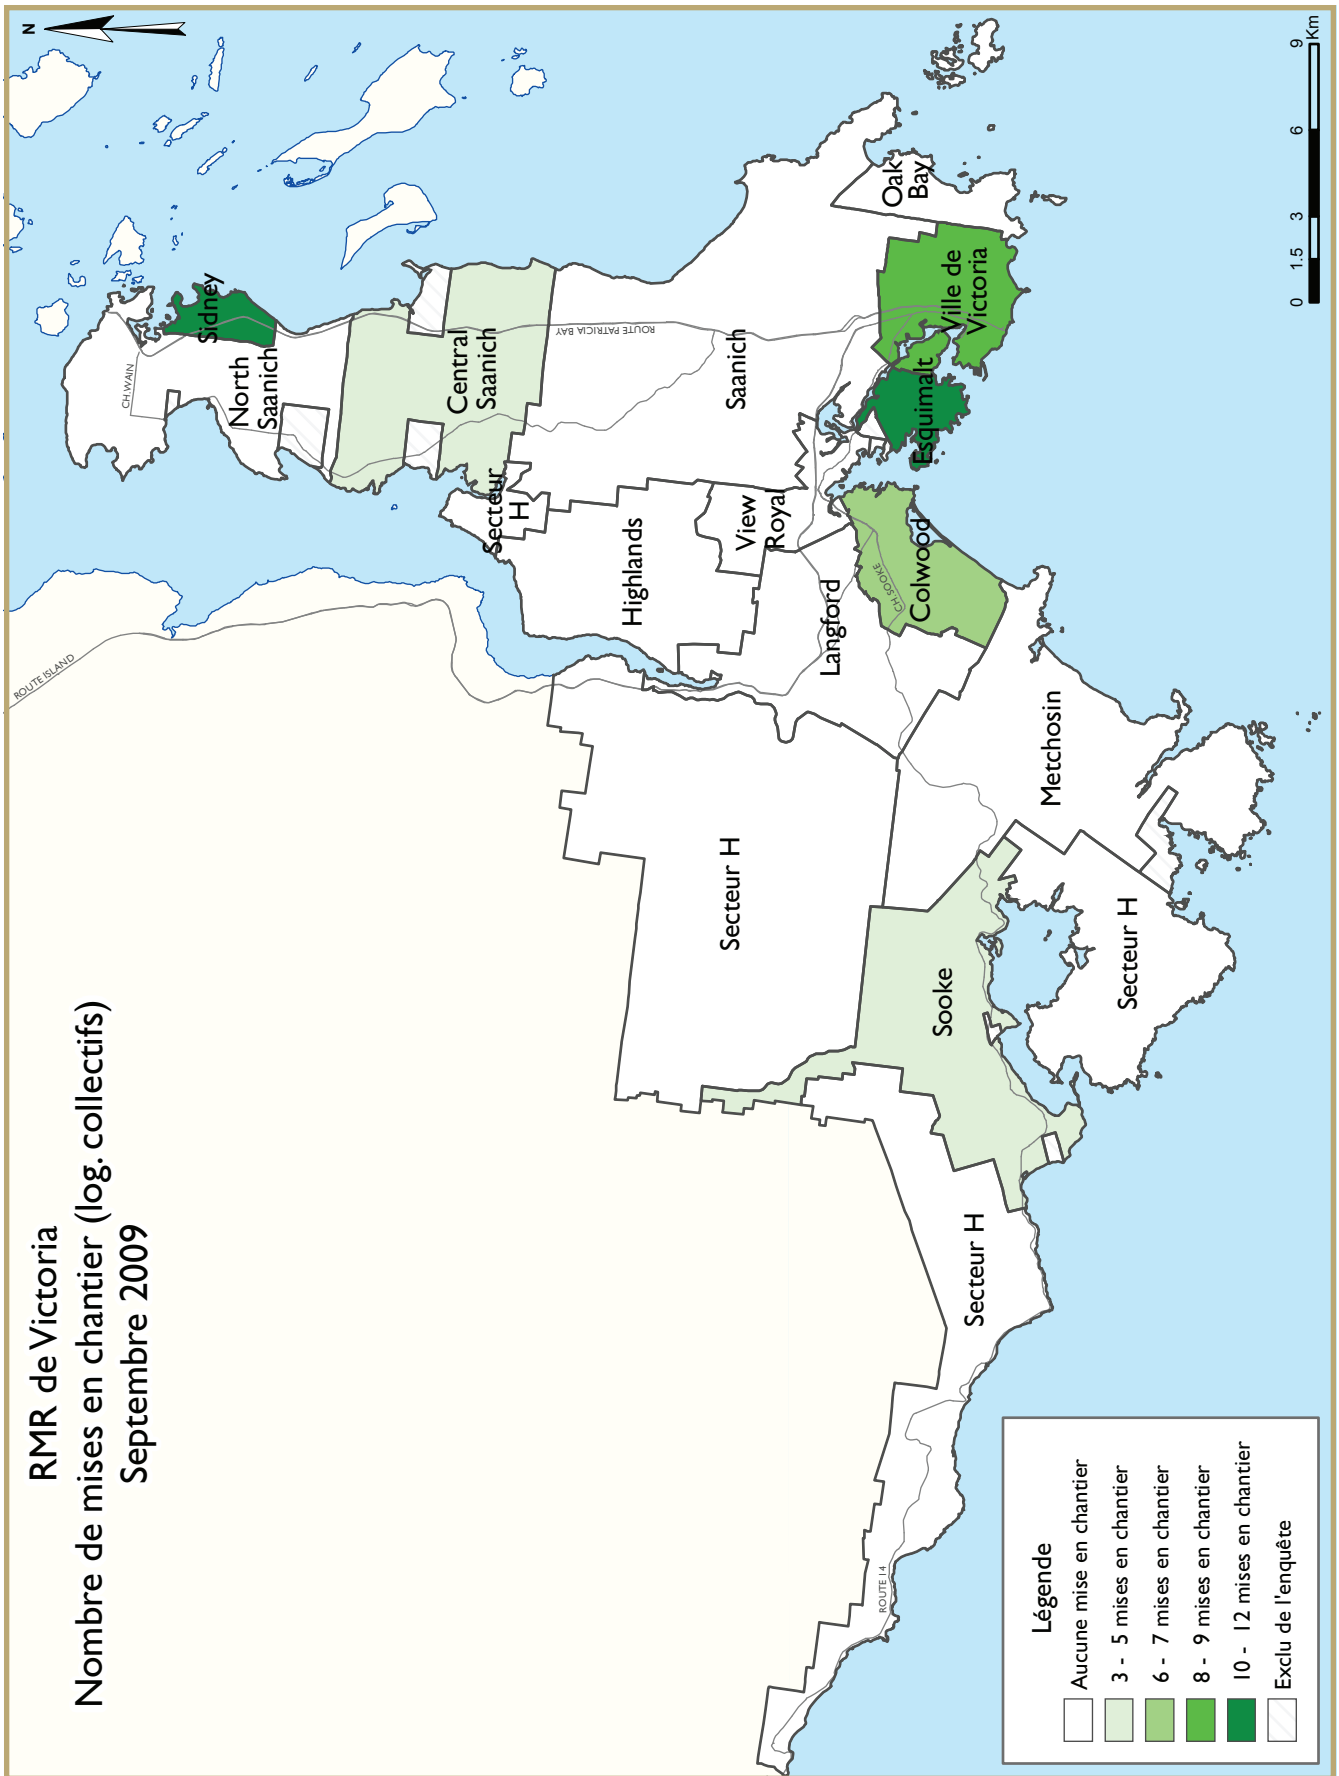 RMR de Victoria
Nombre de mises en chantier (log. collectifs)
Septembre 2009
N
ROUTE ISLAND
CH.WAIN
Sidney
North
Saanich
Central
Saanich
ROUTE PATRICIA BAY
Secteur
H
Saanich
Highlands
View
Royal
Oak
Bay
Ville de
Victoria
Esquimalt
Langford
CH.SOOKE
Colwood
Metchosin
Secteur H
Sooke
Secteur H
Secteur H
ROUTE 14
Légende
Aucune mise en chantier
3 - 5 mises en chantier
6 - 7 mises en chantier
8 - 9 mises en chantier
10 - 12 mises en chantier
Exclu de l'enquête
0 1.5 3 6 9
Km